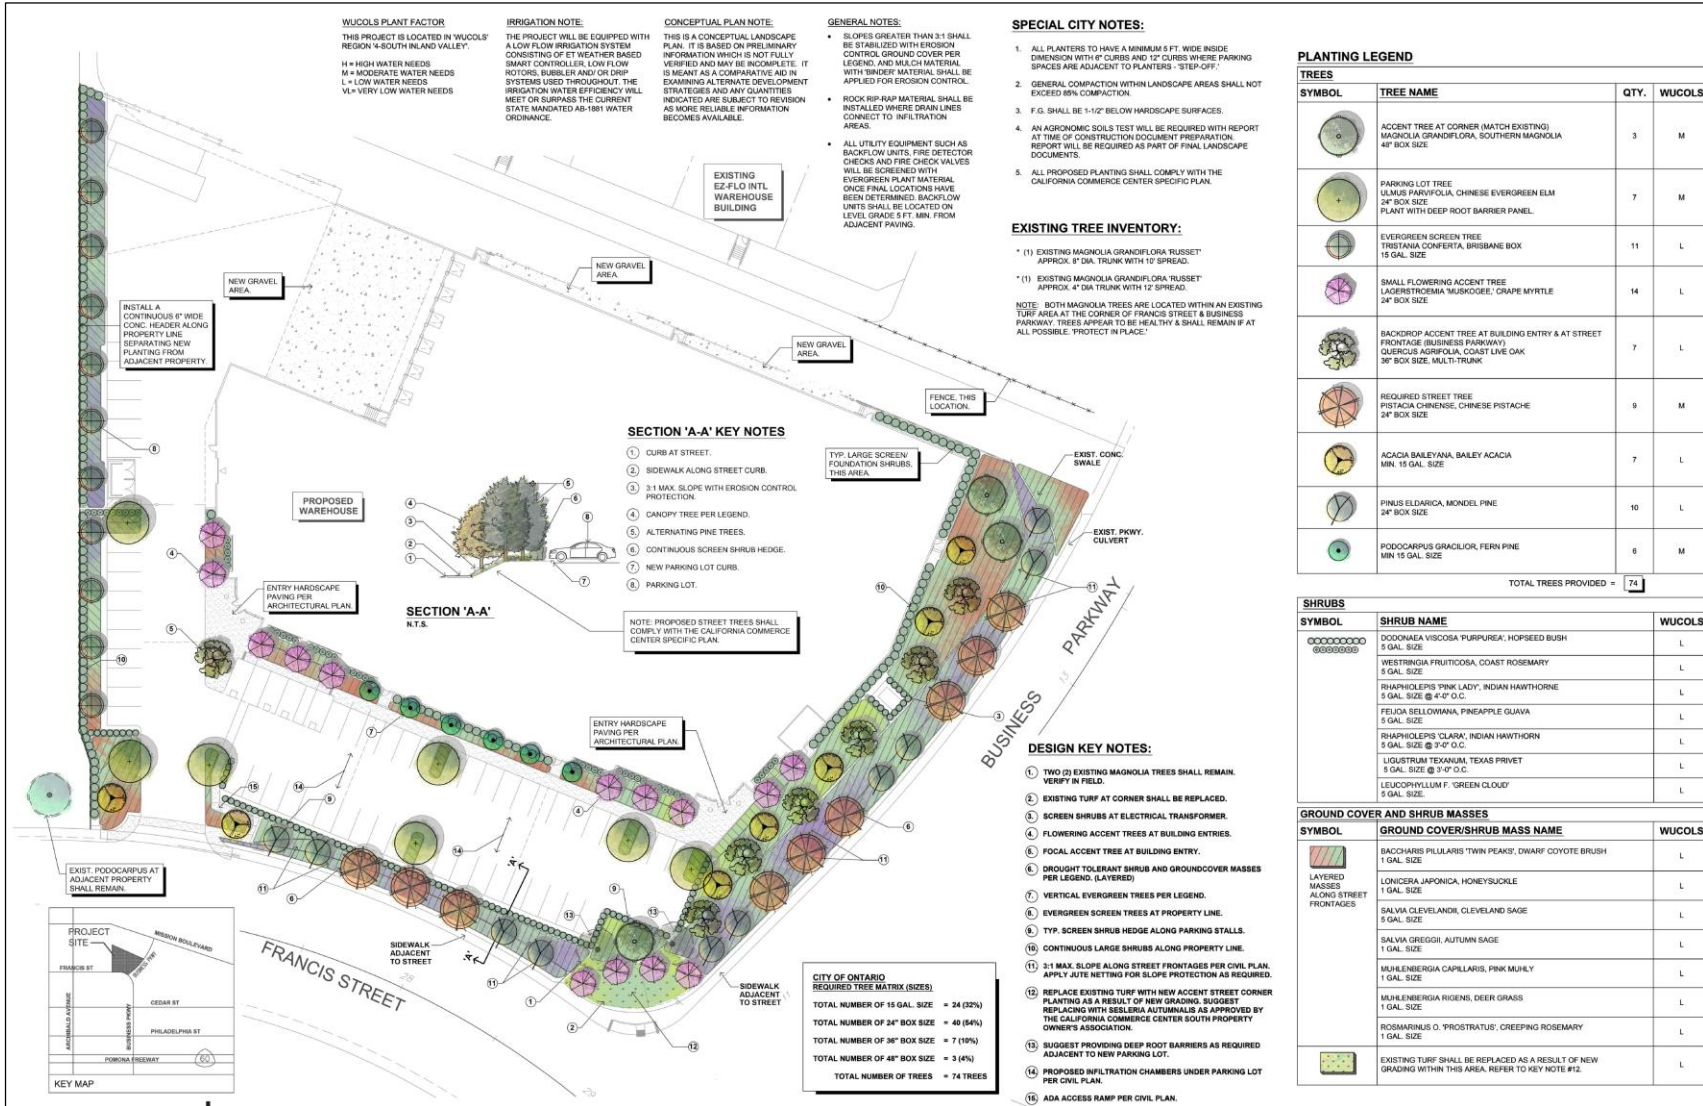 WUCOLS PLANT FACTOR
THIS PROJECT IS LOCATED IN 'WUCOLS'
REGION '4-SOUTH INLAND VALLEY'.
H = HIGH WATER NEEDS
M = MODERATE WATER NEEDS
L = LOW WATER NEEDS
VL= VERY LOW WATER NEEDS
IRRIGATION NOTE:
THE PROJECT WILL BE EQUIPPED WITH
A LOW FLOW IRRIGATION SYSTEM
CONSISTING OF ET WEATHER BASED
SMART CONTROLLER, LOW FLOW
ROTORS, BUBBLER AND/ OR DRIP
SYSTEMS USED THROUGHOUT. THE
IRRIGATION WATER EFFICIENCY WILL
MEET OR SURPASS THE CURRENT
STATE MANDATED AB-1881 WATER
ORDINANCE.
CONCEPTUAL PLAN NOTE:
THIS IS A CONCEPTUAL LANDSCAPE
PLAN. IT IS BASED ON PRELIMINARY
INFORMATION WHICH IS NOT FULLY
VERIFIED AND MAY BE INCOMPLETE. IT
IS MEANT AS A COMPARATIVE AID IN
EXAMINING ALTERNATE DEVELOPMENT
STRATEGIES AND ANY QUANTITIES
INDICATED ARE SUBJECT TO REVISION
AS MORE RELIABLE INFORMATION
BECOMES AVAILABLE.
GENERAL NOTES:
• SLOPES GREATER THAN 3:1 SHALL
BE STABILIZED WITH EROSION
CONTROL GROUND COVER PER
LEGEND, AND MULCH MATERIAL
WITH 'BINDER' MATERIAL SHALL BE
APPLIED FOR EROSION CONTROL.
• ROCK RIP-RAP MATERIAL SHALL BE
INSTALLED WHERE DRAIN LINES
CONNECT TO INFILTRATION
AREAS.
• ALL UTILITY EQUIPMENT SUCH AS
BACKFLOW UNITS, FIRE DETECTOR
CHECKS AND FIRE CHECK VALVES
WILL BE SCREENED WITH
EVERGREEN PLANT MATERIAL
ONCE FINAL LOCATIONS HAVE
BEEN DETERMINED. BACKFLOW
UNITS SHALL BE LOCATED ON
LEVEL GRADE 5 FT. MIN. FROM
ADJACENT PAVING.
SPECIAL CITY NOTES:
1. ALL PLANTERS TO HAVE A MINIMUM 5 FT. WIDE INSIDE
DIMENSION WITH 6" CURBS AND 12" CURBS WHERE PARKING
SPACES ARE ADJACENT TO PLANTERS - 'STEP-OFF.'
2. GENERAL COMPACTION WITHIN LANDSCAPE AREAS SHALL NOT
EXCEED 85% COMPACTION.
3. F.G. SHALL BE 1-1/2" BELOW HARDSCAPE SURFACES.
4. AN AGRONOMIC SOILS TEST WILL BE REQUIRED WITH REPORT
AT TIME OF CONSTRUCTION DOCUMENT PREPARATION.
REPORT WILL BE REQUIRED AS PART OF FINAL LANDSCAPE
DOCUMENTS.
5. ALL PROPOSED PLANTING SHALL COMPLY WITH THE
CALIFORNIA COMMERCE CENTER SPECIFIC PLAN.
EXISTING TREE INVENTORY:
* (1) EXISTING MAGNOLIA GRANDIFLORA 'RUSSET'
APPROX. 8" DIA. TRUNK WITH 10' SPREAD.
* (1) EXISTING MAGNOLIA GRANDIFLORA 'RUSSET'
APPROX. 4" DIA TRUNK WITH 12' SPREAD.
NOTE: BOTH MAGNOLIA TREES ARE LOCATED WITHIN AN EXISTING
TURF AREA AT THE CORNER OF FRANCIS STREET & BUSINESS
PARKWAY. TREES APPEAR TO BE HEALTHY & SHALL REMAIN IF AT
ALL POSSIBLE. 'PROTECT IN PLACE.'
EXISTING
EZ-FLO INTL
WAREHOUSE
BUILDING
NEW GRAVEL
AREA.
NEW GRAVEL
AREA.
NEW GRAVEL
AREA.
INSTALL A
CONTINUOUS 6" WIDE
CONC. HEADER ALONG
PROPERTY LINE
SEPARATING NEW
PLANTING FROM
ADJACENT PROPERTY.
FENCE, THIS
LOCATION.
TYP. LARGE SCREEN/
FOUNDATION SHRUBS,
THIS AREA.
EXIST. CONC.
SWALE
EXIST. PKWY.
CULVERT
PROPOSED
WAREHOUSE
SECTION 'A-A' KEY NOTES
1. CURB AT STREET.
2. SIDEWALK ALONG STREET CURB.
3. 3:1 MAX. SLOPE WITH EROSION CONTROL
PROTECTION.
4. CANOPY TREE PER LEGEND.
5. ALTERNATING PINE TREES.
6. CONTINUOUS SCREEN SHRUB HEDGE.
7. NEW PARKING LOT CURB.
8. PARKING LOT.
SECTION 'A-A'
N.T.S.
NOTE: PROPOSED STREET TREES SHALL
COMPLY WITH THE CALIFORNIA COMMERCE
CENTER SPECIFIC PLAN.
ENTRY HARDSCAPE
PAVING PER
ARCHITECTURAL PLAN.
ENTRY HARDSCAPE
PAVING PER
ARCHITECTURAL PLAN.
EXIST. PODOCARPUS AT
ADJACENT PROPERTY
SHALL REMAIN.
SIDEWALK
ADJACENT
TO STREET
SIDEWALK
ADJACENT
TO STREET
FRANCIS STREET
BUSINESS PARKWAY
'A'
'A'
PROJECT
SITE
MISSION BOULEVARD
FRANCIS ST
BUSINESS PKWY
CEDAR ST
ARCHIBALD AVENUE
BUSINESS PKWY
PHILADELPHIA ST
POMONA FREEWAY
60
KEY MAP
CITY OF ONTARIO
REQUIRED TREE MATRIX (SIZES)
TOTAL NUMBER OF 15 GAL. SIZE = 24 (32%)
TOTAL NUMBER OF 24" BOX SIZE = 40 (54%)
TOTAL NUMBER OF 36" BOX SIZE = 7 (10%)
TOTAL NUMBER OF 48" BOX SIZE = 3 (4%)
TOTAL NUMBER OF TREES = 74 TREES
DESIGN KEY NOTES:
1. TWO (2) EXISTING MAGNOLIA TREES SHALL REMAIN.
VERIFY IN FIELD.
2. EXISTING TURF AT CORNER SHALL BE REPLACED.
3. SCREEN SHRUBS AT ELECTRICAL TRANSFORMER.
4. FLOWERING ACCENT TREES AT BUILDING ENTRIES.
5. FOCAL ACCENT TREE AT BUILDING ENTRY.
6. DROUGHT TOLERANT SHRUB AND GROUNDCOVER MASSES
PER LEGEND. (LAYERED)
7. VERTICAL EVERGREEN TREES PER LEGEND.
8. EVERGREEN SCREEN TREES AT PROPERTY LINE.
9. TYP. SCREEN SHRUB HEDGE ALONG PARKING STALLS.
10. CONTINUOUS LARGE SHRUBS ALONG PROPERTY LINE.
11. 3:1 MAX. SLOPE ALONG STREET FRONTAGES PER CIVIL PLAN.
APPLY JUTE NETTING FOR SLOPE PROTECTION AS REQUIRED.
12. REPLACE EXISTING TURF WITH NEW ACCENT STREET CORNER
PLANTING AS A RESULT OF NEW GRADING. SUGGEST
REPLACING WITH SESLERIA AUTUMNALIS AS APPROVED BY
THE CALIFORNIA COMMERCE CENTER SOUTH PROPERTY
OWNER'S ASSOCIATION.
13. SUGGEST PROVIDING DEEP ROOT BARRIERS AS REQUIRED
ADJACENT TO NEW PARKING LOT.
14. PROPOSED INFILTRATION CHAMBERS UNDER PARKING LOT
PER CIVIL PLAN.
15. ADA ACCESS RAMP PER CIVIL PLAN.
PLANTING LEGEND
TREES
SYMBOL TREE NAME QTY. WUCOLS
ACCENT TREE AT CORNER (MATCH EXISTING)
MAGNOLIA GRANDIFLORA, SOUTHERN MAGNOLIA 3 M
48" BOX SIZE
PARKING LOT TREE
ULMUS PARVIFOLIA, CHINESE EVERGREEN ELM
24" BOX SIZE 7 M
PLANT WITH DEEP ROOT BARRIER PANEL.
EVERGREEN SCREEN TREE
TRISTANIA CONFERTA, BRISBANE BOX 11 L
15 GAL. SIZE
SMALL FLOWERING ACCENT TREE
LAGERSTROEMIA 'MUSKOGEE,' CRAPE MYRTLE 14 L
24" BOX SIZE
BACKDROP ACCENT TREE AT BUILDING ENTRY & AT STREET
FRONTAGE (BUSINESS PARKWAY)
QUERCUS AGRIFOLIA, COAST LIVE OAK 7 L
36" BOX SIZE, MULTI-TRUNK
REQUIRED STREET TREE
PISTACIA CHINENSE, CHINESE PISTACHE 9 M
24" BOX SIZE
ACACIA BAILEYANA, BAILEY ACACIA 7 L
MIN. 15 GAL. SIZE
PINUS ELDARICA, MONDEL PINE 10 L
24" BOX SIZE
PODOCARPUS GRACILIOR, FERN PINE 6 M
MIN 15 GAL. SIZE
TOTAL TREES PROVIDED = 74
SHRUBS
SYMBOL SHRUB NAME WUCOLS
DODONAEA VISCOSA 'PURPUREA', HOPSEED BUSH L
5 GAL. SIZE
WESTRINGIA FRUITICOSA, COAST ROSEMARY L
5 GAL. SIZE
RHAPHIOLEPIS 'PINK LADY', INDIAN HAWTHORNE L
5 GAL. SIZE @ 4'-0" O.C.
FEIJOA SELLOWIANA, PINEAPPLE GUAVA L
5 GAL. SIZE
RHAPHIOLEPIS 'CLARA', INDIAN HAWTHORN L
5 GAL. SIZE @ 3'-0" O.C.
LIGUSTRUM TEXANUM, TEXAS PRIVET L
5 GAL. SIZE @ 3'-0" O.C.
LEUCOPHYLLUM F. 'GREEN CLOUD' L
5 GAL. SIZE.
GROUND COVER AND SHRUB MASSES
SYMBOL GROUND COVER/SHRUB MASS NAME WUCOLS
LAYERED
MASSES
ALONG STREET
FRONTAGES
BACCHARIS PILULARIS 'TWIN PEAKS', DWARF COYOTE BRUSH L
1 GAL. SIZE
LONICERA JAPONICA, HONEYSUCKLE L
1 GAL. SIZE
SALVIA CLEVELANDII, CLEVELAND SAGE L
5 GAL. SIZE
SALVIA GREGGII, AUTUMN SAGE L
1 GAL. SIZE
MUHLENBERGIA CAPILLARIS, PINK MUHLY L
1 GAL. SIZE
MUHLENBERGIA RIGENS, DEER GRASS L
1 GAL. SIZE
ROSMARINUS O. 'PROSTRATUS', CREEPING ROSEMARY L
1 GAL. SIZE
EXISTING TURF SHALL BE REPLACED AS A RESULT OF NEW L
GRADING WITHIN THIS AREA. REFER TO KEY NOTE #12.